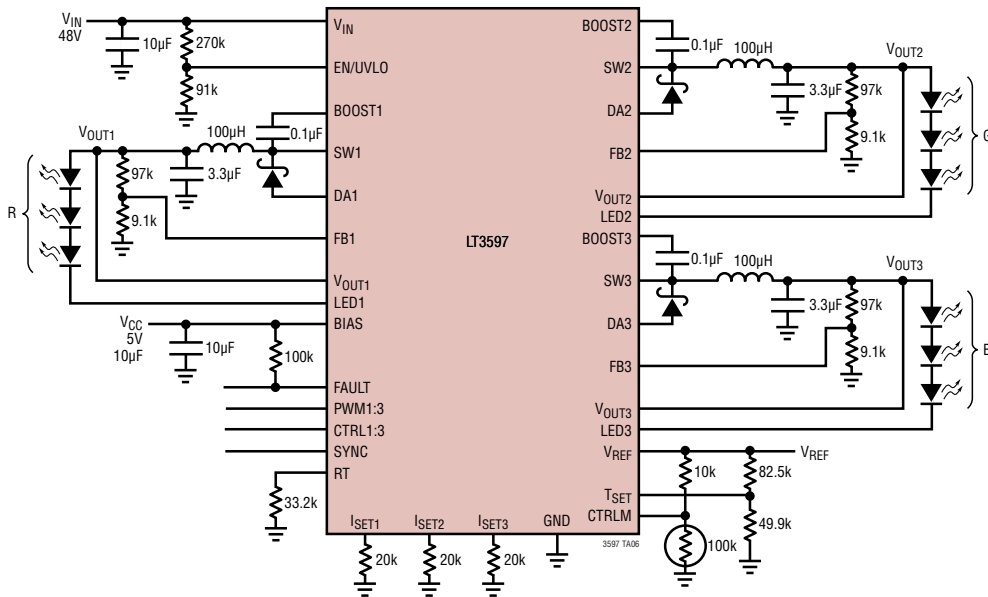 VIN
48V
10µF
270k
91k
VIN
EN/UVLO
BOOST1
SW1
DA1
FB1
VOUT1
LED1
BIAS
FAULT
PWM1:3
CTRL1:3
SYNC
RT
VOUT1
100µH
0.1µF
97k
3.3µF
9.1k
R
VCC
5V
10µF
10µF
100k
33.2k
LT3597
ISET1
ISET2
ISET3
GND
20k
20k
20k
BOOST2
SW2
DA2
FB2
VOUT2
LED2
BOOST3
SW3
DA3
FB3
VOUT3
LED3
VREF
TSET
CTRLM
0.1µF
100µH
VOUT2
3.3µF
97k
9.1k
G
0.1µF
100µH
VOUT3
3.3µF
97k
9.1k
VREF
10k
82.5k
49.9k
100k
3597 TA06